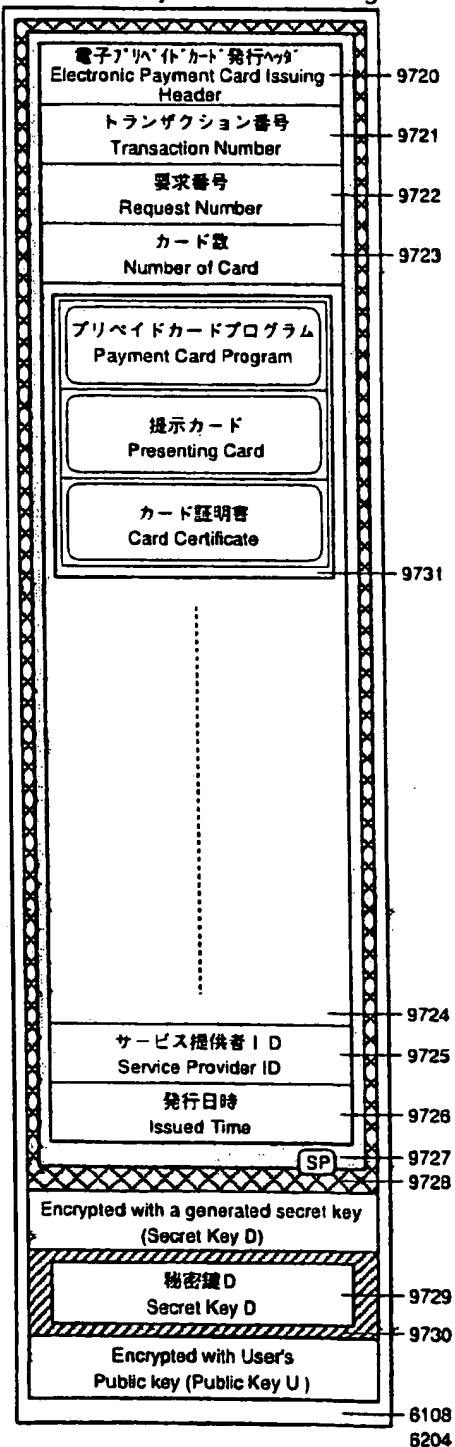 電子プリペイドカード発行ヘッダ
Electronic Payment Card Issuing
Header
9720
トランザクション番号
Transaction Number
9721
要求番号
Request Number
9722
カード数
Number of Card
9723
プリペイドカードプログラム
Payment Card Program
提示カード
Presenting Card
カード証明書
Card Certificate
9731
9724
サービス提供者ID
Service Provider ID
9725
発行日時
Issued Time
9726
SP
9727
9728
Encrypted with a generated secret key
(Secret Key D)
秘密鍵D
Secret Key D
9729
9730
Encrypted with User's
Public key (Public Key U )
6108
6204